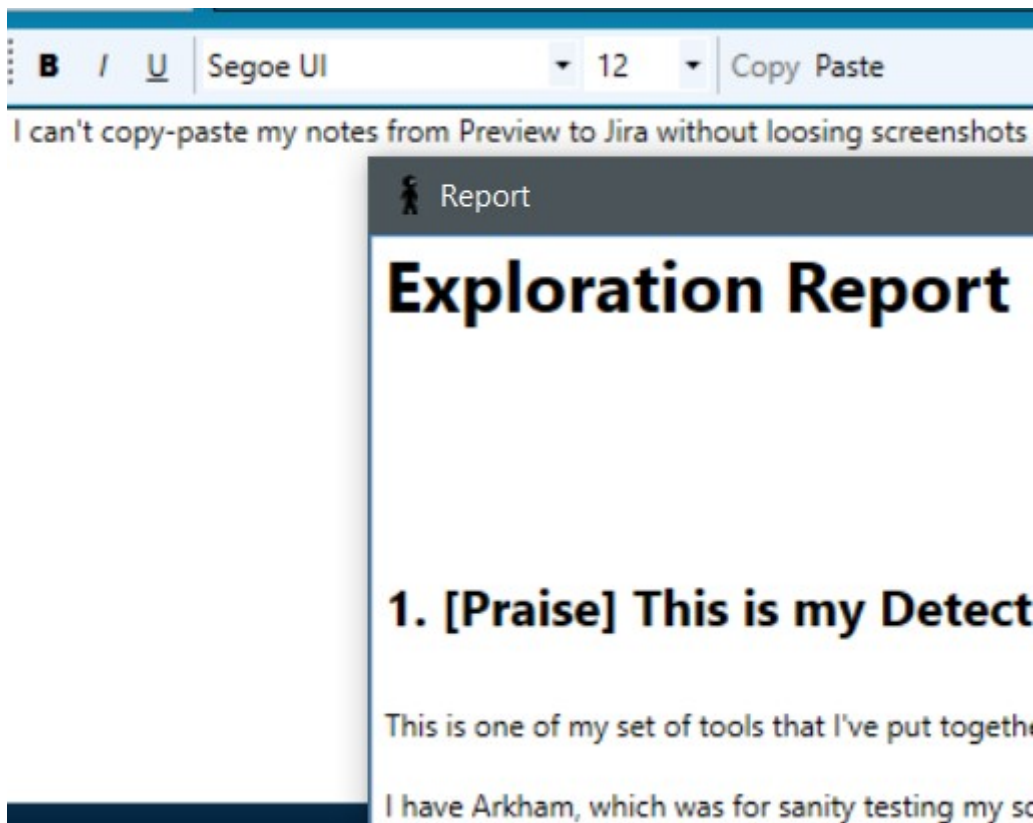 B I U Segoe UI 12 Copy Paste
I can't copy-paste my notes from Preview to Jira without loosing screenshots
Report
Exploration Report
1. [Praise] This is my Detect
This is one of my set of tools that I've put togethe
I have Arkham, which was for sanity testing my so